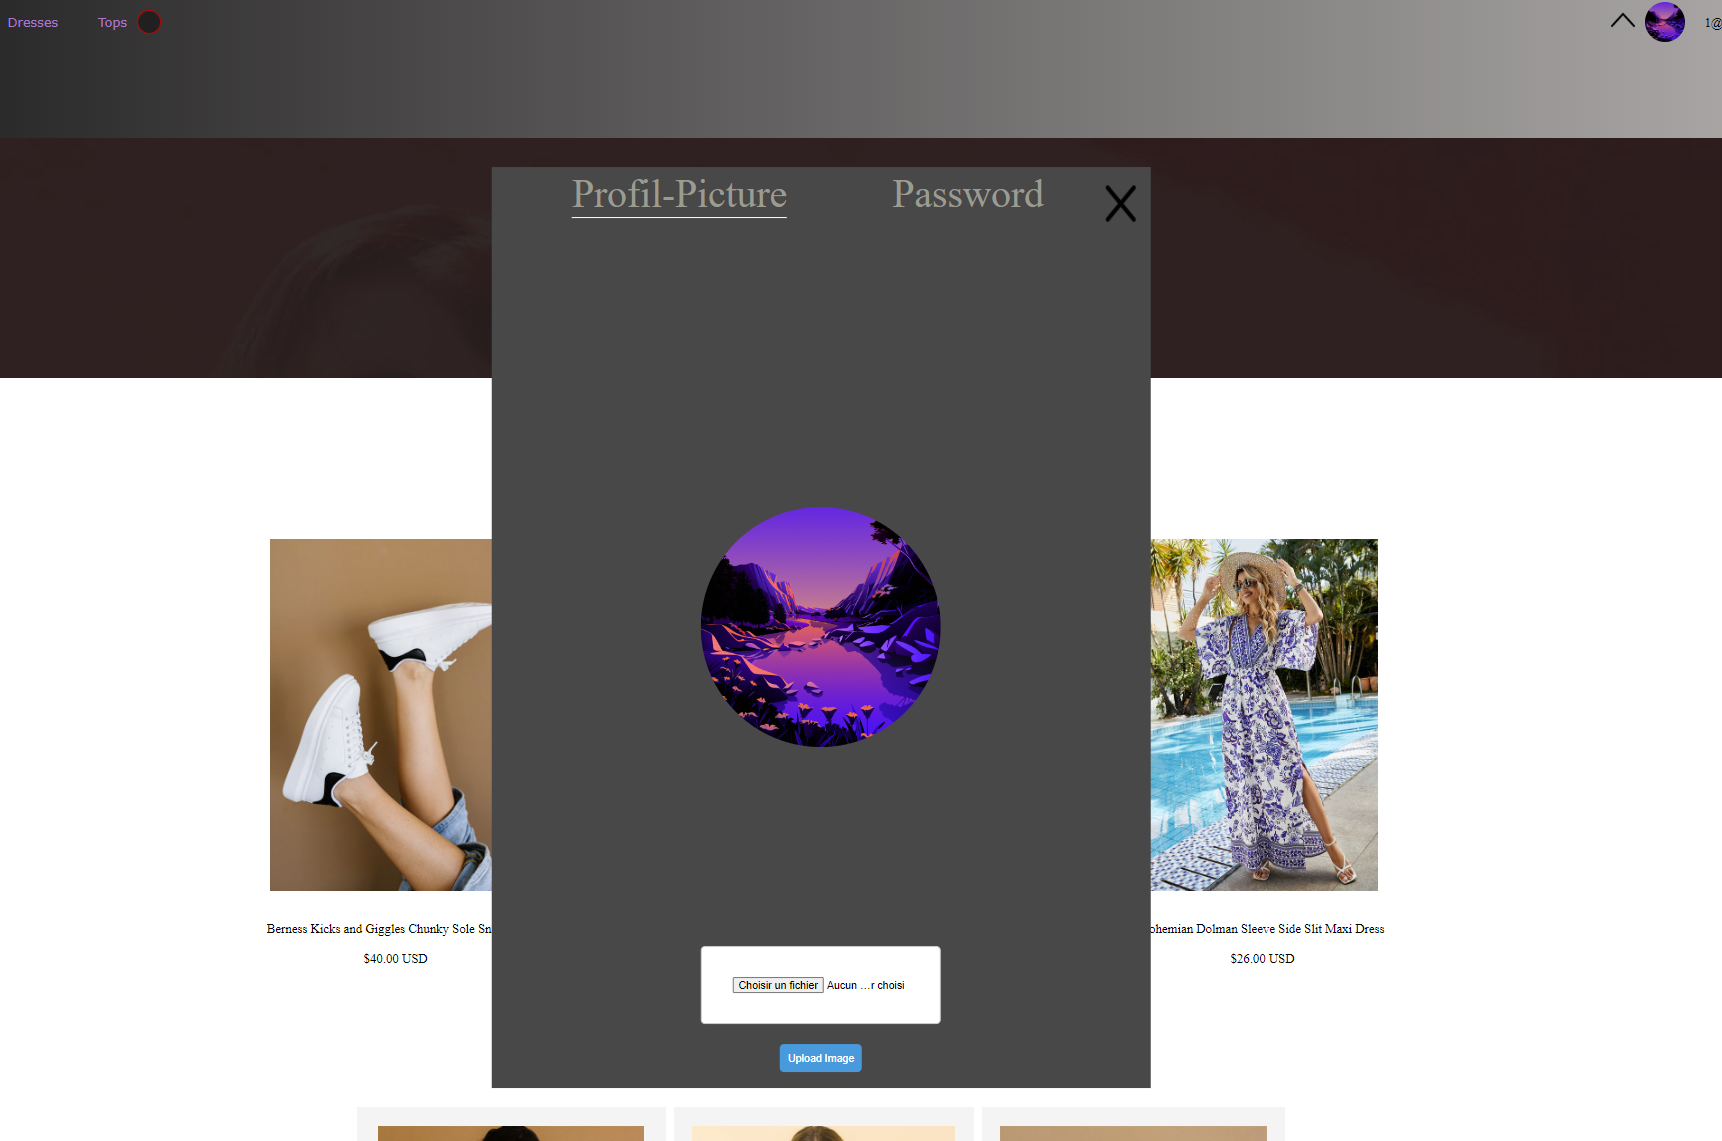 Dresses
Tops
1@
Profil-Picture
Password
X
Berness Kicks and Giggles Chunky Sole Sn
$40.00 USD
ohemian Dolman Sleeve Side Slit Maxi Dress
$26.00 USD
Choisir un fichier Aucun ...r choisi
Upload Image